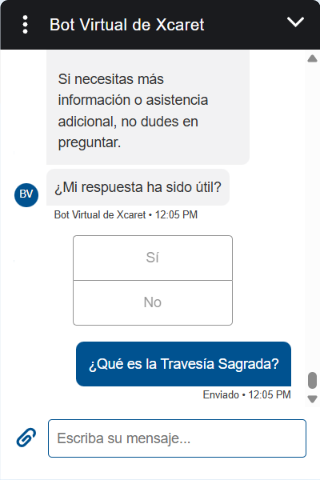 Bot Virtual de Xcaret
Si necesitas más
información o asistencia
adicional, no dudes en
preguntar.
¿Mi respuesta ha sido útil?
BV
Bot Virtual de Xcaret • 12:05 PM
Sí
No
¿Qué es la Travesía Sagrada?
Enviado • 12:05 PM
Escriba su mensaje...